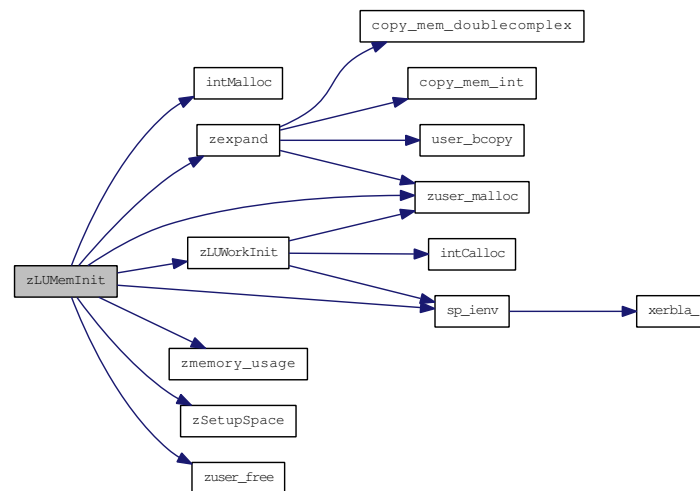 copy_mem_doublecomplex
intMalloc
copy_mem_int
zexpand
user_bcopy
zuser_malloc
zLUWorkInit
intCalloc
zLUMemInit
sp_ienv
xerbla_
zmemory_usage
zSetupSpace
zuser_free